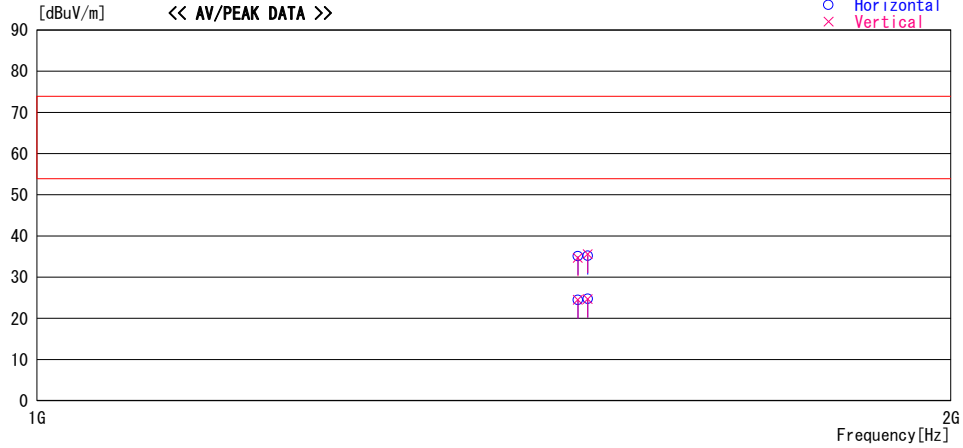 [dBuV/m] << AV/PEAK DATA >>
○ Horizontal
× Vertical
90
80
70
60
50
40
30
20
10
0
1G 2G
Frequency[Hz]